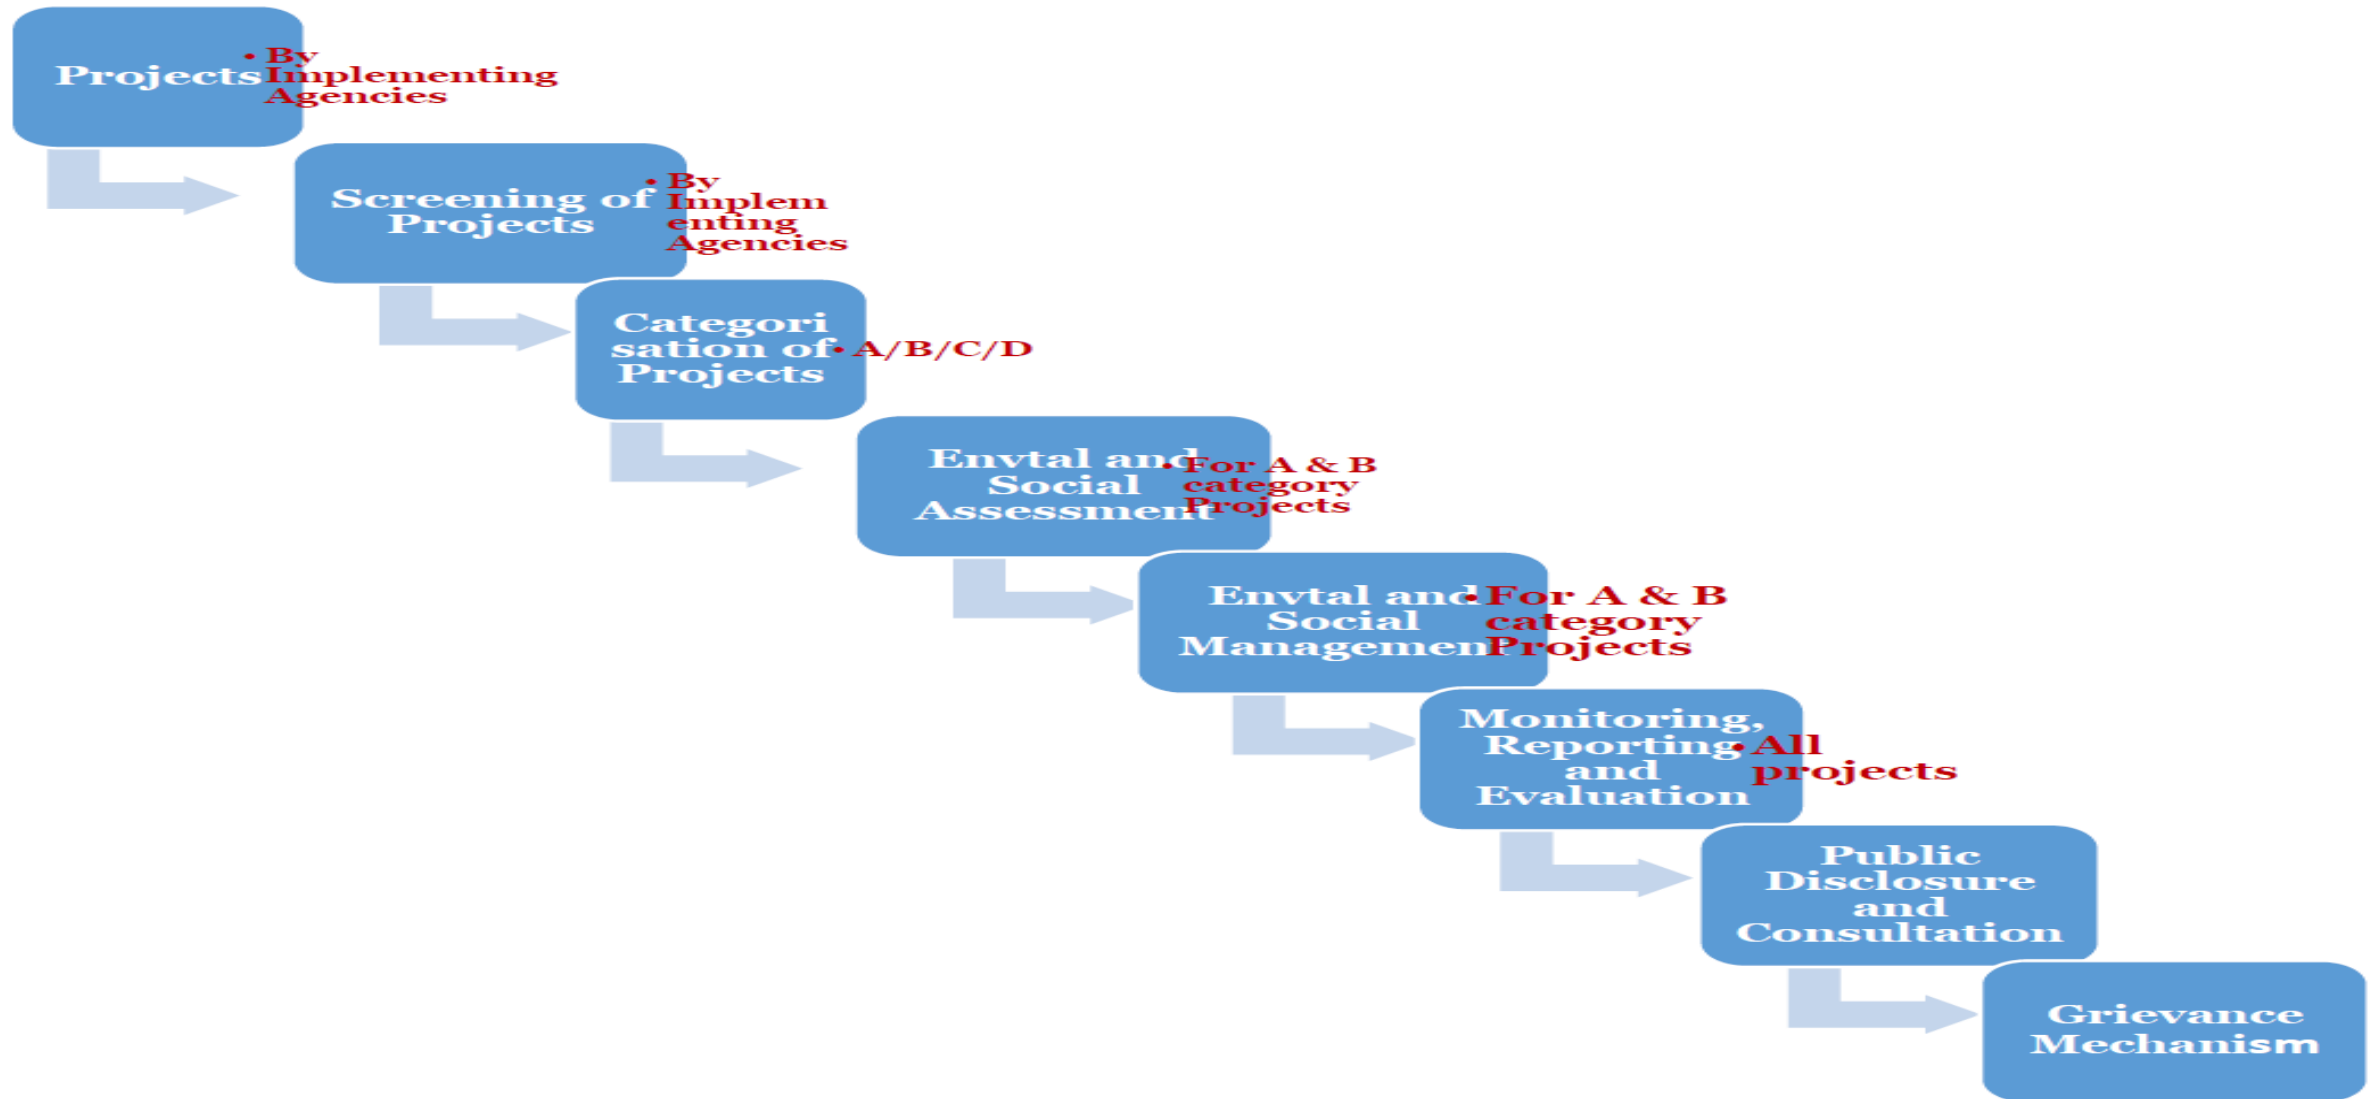 Projects
• By
Implementing
Agencies
Screening of
Projects
• By
Implem
enting
Agencies
Categori
sation of
Projects
• A/B/C/D
Envtal and
Social
Assessment
• For A & B
category
Projects
Envtal and
Social
Management
• For A & B
category
Projects
Monitoring,
Reporting
and
Evaluation
• All
projects
Public
Disclosure
and
Consultation
Grievance
Mechanism